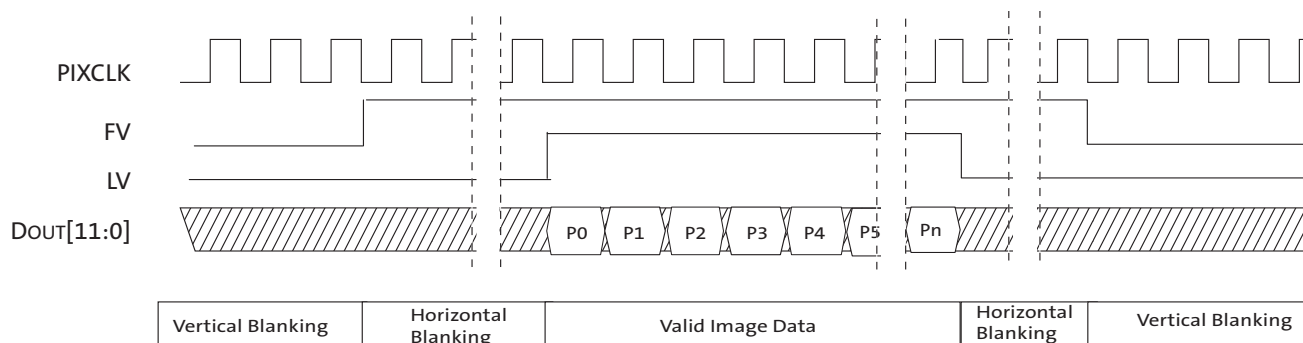 PIXCLK
FV
LV
DOUT[11:0]
P0 P1 P2 P3 P4 P5 Pn
Vertical Blanking
Horizontal
Blanking
Valid Image Data
Horizontal
Blanking
Vertical Blanking